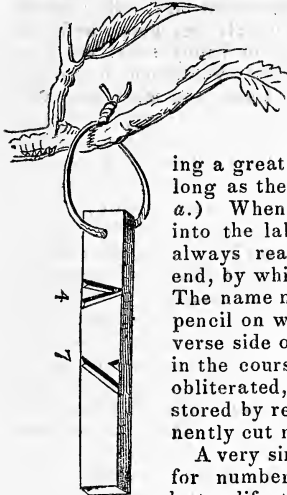 ing a great
long as the
a.) When
into the lab
always rea
end, by whi
The name n
pencil on w
verse side o
in the cours
obliterated,
stored by re
nently cut n
A very sin
for number
4
7